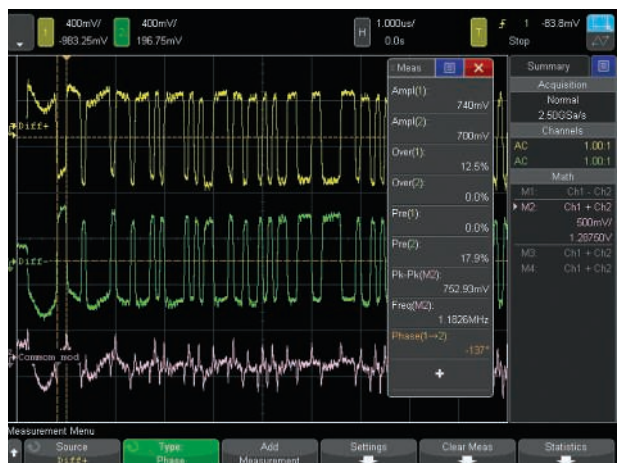 1 400mV/ -983.25mV
2 400mV/ 196.75mV
H 1.000us/ 0.0s
T 1 -83.8mV
Stop
Meas
Ampl(1):
740mV
Ampl(2):
700mV
Over(1):
12.5%
Over(2):
0.0%
Pre(1):
0.0%
Pre(2):
17.9%
Pk-Pk(M2):
752.93mV
Freq(M2):
1.1826MHz
Phase(1→2):
-137°
+
Summary
Acquisition
Normal
2.50GSa/s
Channels
AC 1.00:1
AC 1.00:1
Math
M1: Ch1 - Ch2
M2: Ch1 + Ch2
500mV/
1.28750V
M3: Ch1 + Ch2
M4: Ch1 + Ch2
Diff+
Diff-
Common mod
Measurement Menu
Source
Diff+
Type:
Phase
Add
Measurement
Settings
Clear Meas
Statistics